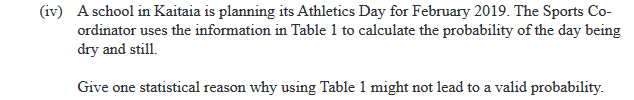 (iv) A school in Kaitaia is planning its Athletics Day for February 2019. The Sports Co-
ordinator uses the information in Table 1 to calculate the probability of the day being
dry and still.
Give one statistical reason why using Table 1 might not lead to a valid probability.